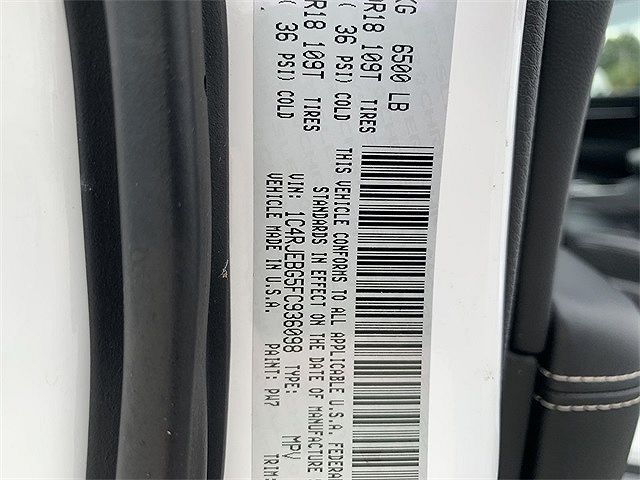 KG 6500 LB
R18 109T TIRES
( 36 PSI) COLD
R18 109T TIRES
( 36 PSI) COLD
THIS VEHICLE CONFORMS TO ALL APPLICABLE U.S.A. FEDERA
STANDARDS IN EFFECT ON THE DATE OF MANUFACTURE
VIN: 1C4RJEBG5FC936098 TYPE: MPV
VEHICLE MADE IN U.S.A. PAINT: PW7 TRIM: